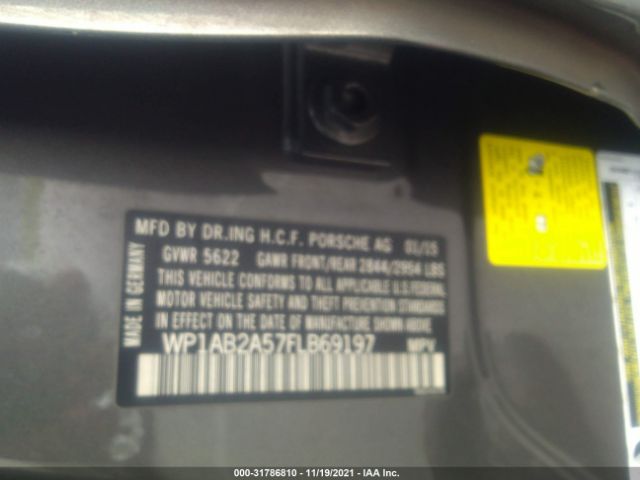 MFD BY DR.ING H.C.F. PORSCHE AG 01/15
GVWR 5622 GAWR FRONT/REAR 2844/2954 LBS
THIS VEHICLE CONFORMS TO ALL APPLICABLE U.S. FEDERAL
MOTOR VEHICLE SAFETY AND THEFT PREVENTION STANDARDS
IN EFFECT ON THE DATE OF MANUFACTURE SHOWN ABOVE.
WP1AB2A57FLB69197 MPV
MADE IN GERMANY
000-31786810 - 11/19/2021 - IAA Inc.